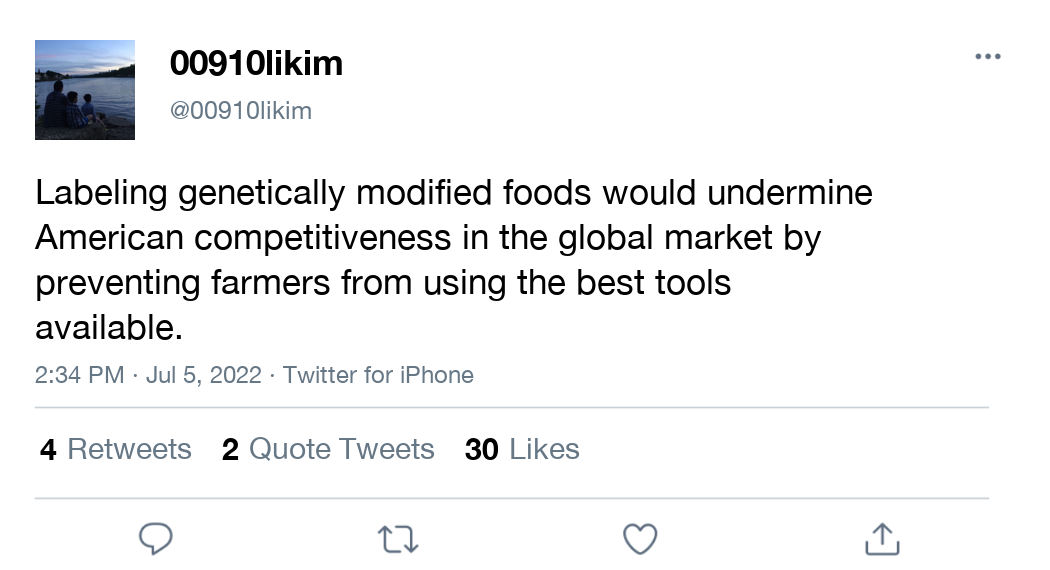 00910likim
@00910likim
Labeling genetically modified foods would undermine
American competitiveness in the global market by
preventing farmers from using the best tools
available.
2:34 PM · Jul 5, 2022 · Twitter for iPhone
4 Retweets 2 Quote Tweets 30 Likes